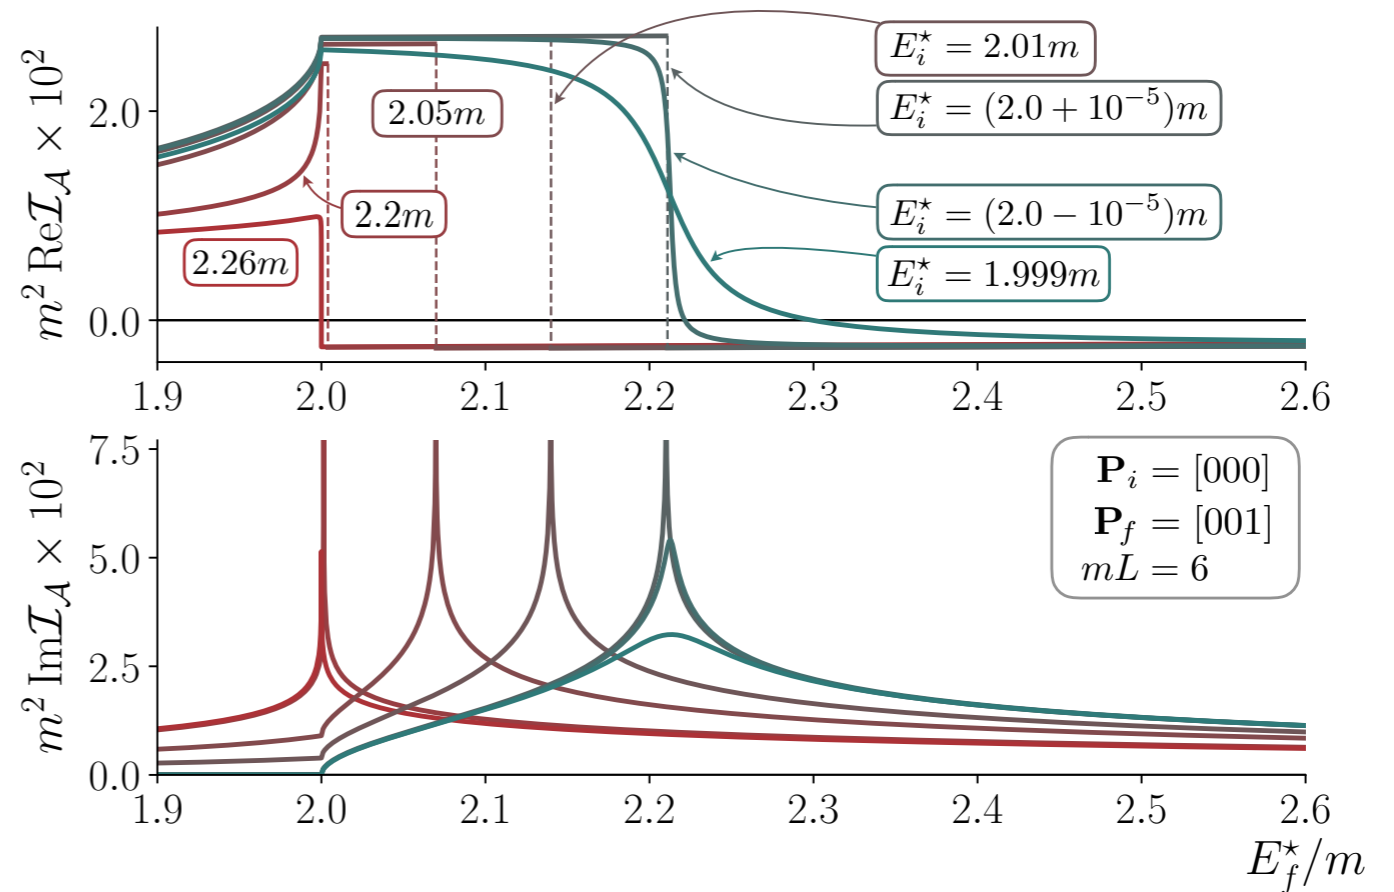 m² Re𝓘_𝒜 × 10²
2.0
0.0
E_i^⋆ = 2.01m
E_i^⋆ = (2.0 + 10⁻⁵)m
E_i^⋆ = (2.0 − 10⁻⁵)m
E_i^⋆ = 1.999m
2.05m
2.2m
2.26m
1.9 2.0 2.1 2.2 2.3 2.4 2.5 2.6
m² Im𝓘_𝒜 × 10²
7.5
5.0
2.5
0.0
P_i = [000]
P_f = [001]
mL = 6
1.9 2.0 2.1 2.2 2.3 2.4 2.5 2.6
E_f^⋆/m